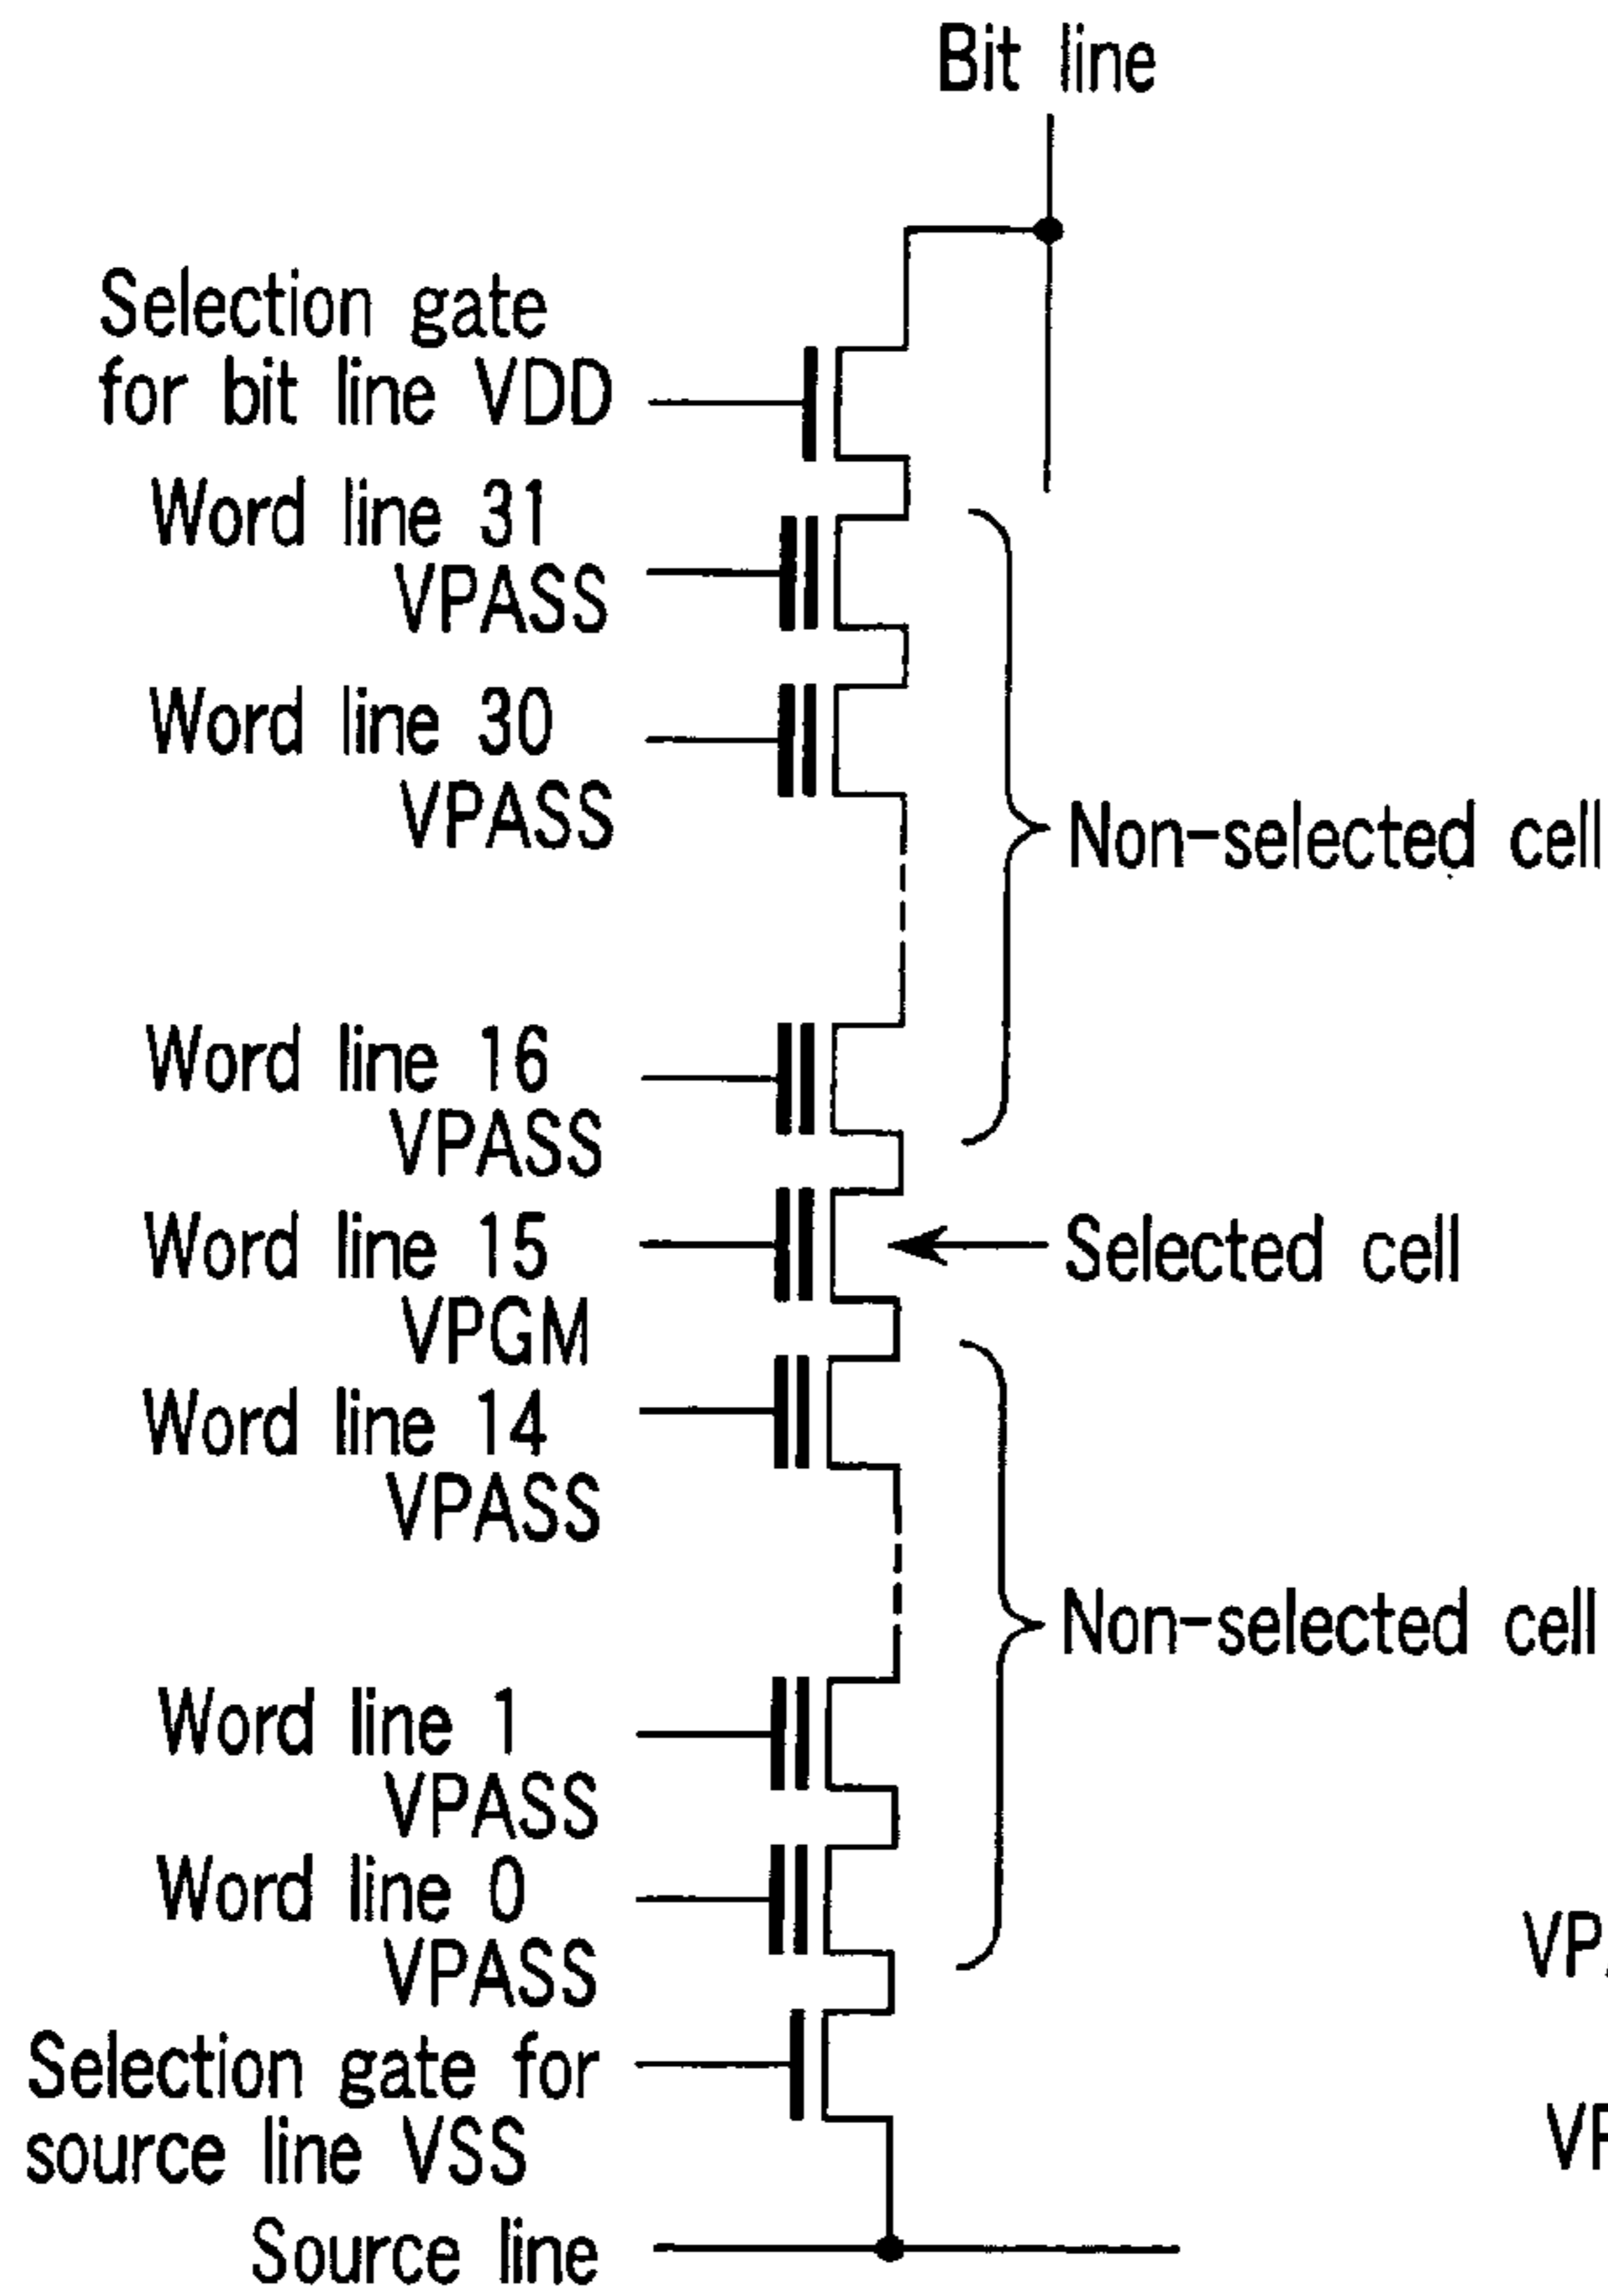 Bit line
Selection gate
for bit line VDD
Word line 31
VPASS
Word line 30
VPASS
Non-selected cell
Word line 16
VPASS
Word line 15
VPGM
Selected cell
Word line 14
VPASS
Non-selected cell
Word line 1
VPASS
Word line 0
VPASS
Selection gate for
source line VSS
Source line